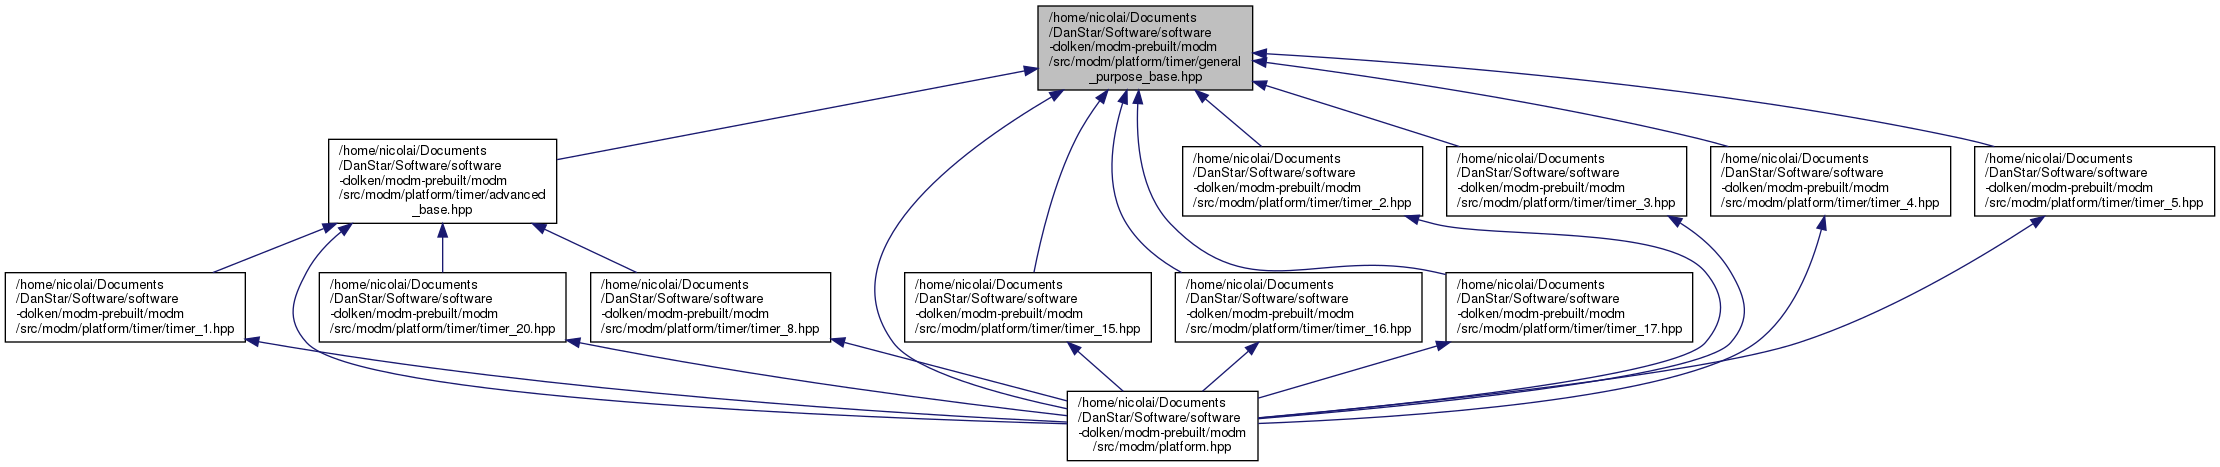 /home/nicolai/Documents
/DanStar/Software/software
-dolken/modm-prebuilt/modm
/src/modm/platform/timer/general
_purpose_base.hpp
/home/nicolai/Documents
/DanStar/Software/software
-dolken/modm-prebuilt/modm
/src/modm/platform/timer/advanced
_base.hpp
/home/nicolai/Documents
/DanStar/Software/software
-dolken/modm-prebuilt/modm
/src/modm/platform/timer/timer_2.hpp
/home/nicolai/Documents
/DanStar/Software/software
-dolken/modm-prebuilt/modm
/src/modm/platform/timer/timer_3.hpp
/home/nicolai/Documents
/DanStar/Software/software
-dolken/modm-prebuilt/modm
/src/modm/platform/timer/timer_4.hpp
/home/nicolai/Documents
/DanStar/Software/software
-dolken/modm-prebuilt/modm
/src/modm/platform/timer/timer_5.hpp
/home/nicolai/Documents
/DanStar/Software/software
-dolken/modm-prebuilt/modm
/src/modm/platform/timer/timer_1.hpp
/home/nicolai/Documents
/DanStar/Software/software
-dolken/modm-prebuilt/modm
/src/modm/platform/timer/timer_20.hpp
/home/nicolai/Documents
/DanStar/Software/software
-dolken/modm-prebuilt/modm
/src/modm/platform/timer/timer_8.hpp
/home/nicolai/Documents
/DanStar/Software/software
-dolken/modm-prebuilt/modm
/src/modm/platform/timer/timer_15.hpp
/home/nicolai/Documents
/DanStar/Software/software
-dolken/modm-prebuilt/modm
/src/modm/platform/timer/timer_16.hpp
/home/nicolai/Documents
/DanStar/Software/software
-dolken/modm-prebuilt/modm
/src/modm/platform/timer/timer_17.hpp
/home/nicolai/Documents
/DanStar/Software/software
-dolken/modm-prebuilt/modm
/src/modm/platform.hpp